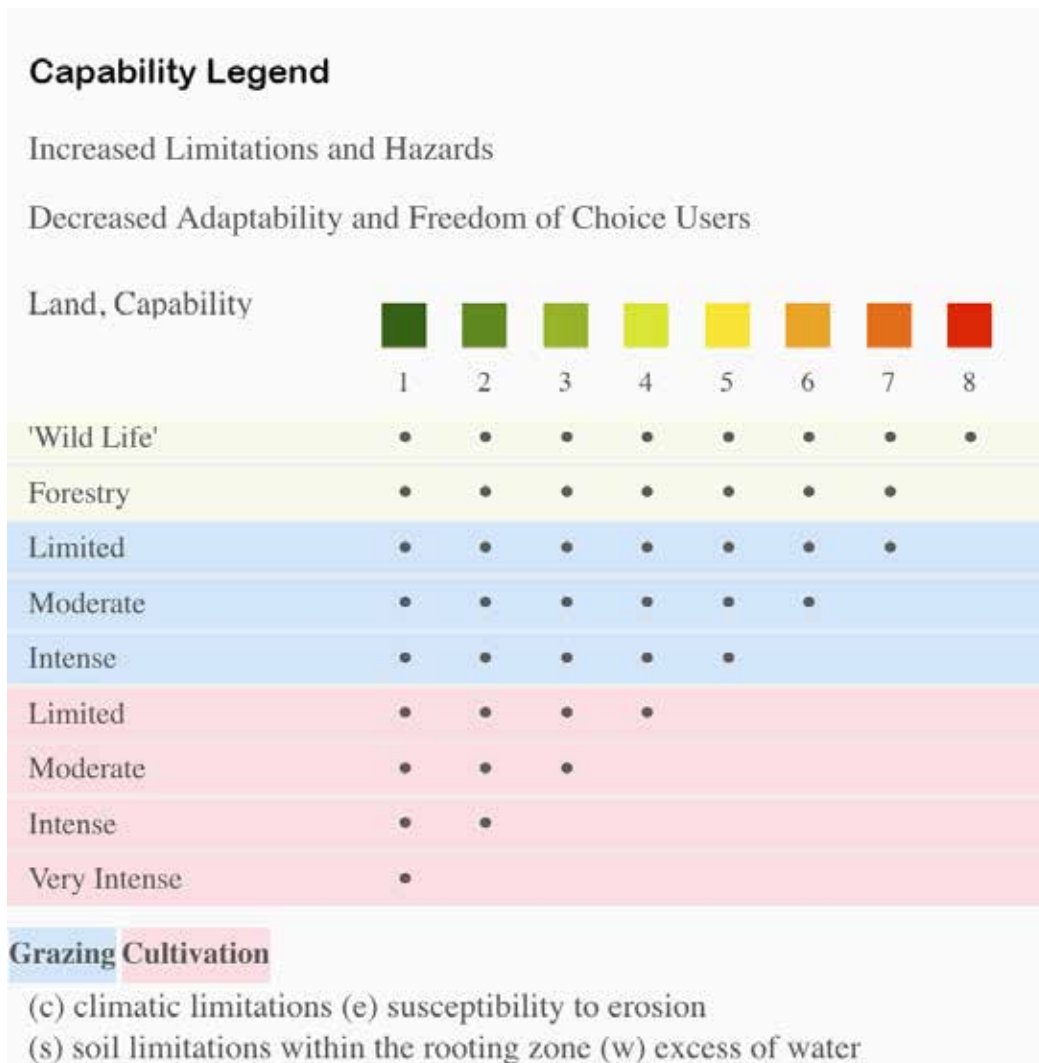 Capability Legend
Increased Limitations and Hazards
Decreased Adaptability and Freedom of Choice Users
Land, Capability
1 2 3 4 5 6 7 8
'Wild Life' • • • • • • • •
Forestry • • • • • • •
Limited • • • • • • •
Moderate • • • • • •
Intense • • • • •
Limited • • • •
Moderate • • •
Intense • •
Very Intense •
Grazing Cultivation
(c) climatic limitations (e) susceptibility to erosion
(s) soil limitations within the rooting zone (w) excess of water